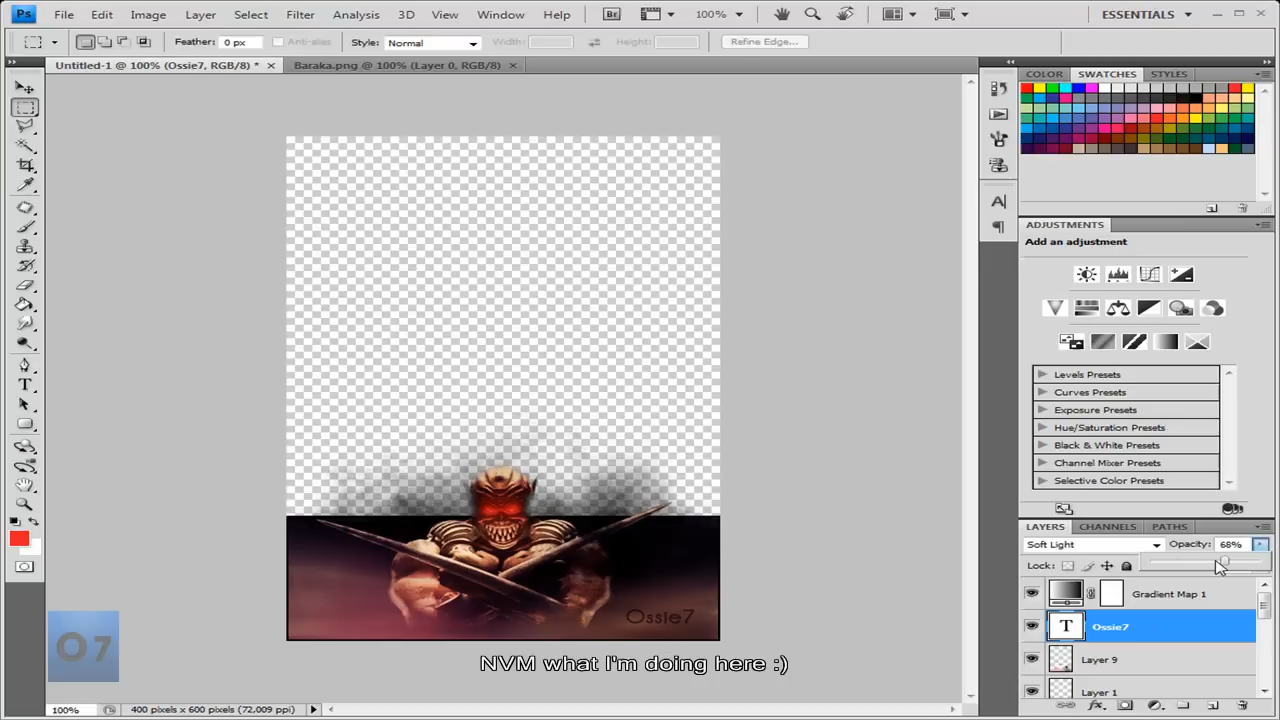 Ps File Edit Image Layer Select Filter Analysis 3D View Window Help Br 100% ESSENTIALS
Feather: 0 px Anti-alias Style: Normal Width: Height: Refine Edge...
Untitled-1 @ 100% (Ossie7, RGB/8) * Baraka.png @ 100% (Layer 0, RGB/8)
COLOR SWATCHES STYLES
ADJUSTMENTS
Add an adjustment
Levels Presets
Curves Presets
Exposure Presets
Hue/Saturation Presets
Black & White Presets
Channel Mixer Presets
Selective Color Presets
LAYERS CHANNELS PATHS
Soft Light Opacity: 68%
Lock:
Gradient Map 1
T Ossie7
Layer 9
Layer 1
fx
Ossie7
O7
NVM what I'm doing here :)
100% 400 pixels x 600 pixels (72,009 ppi)